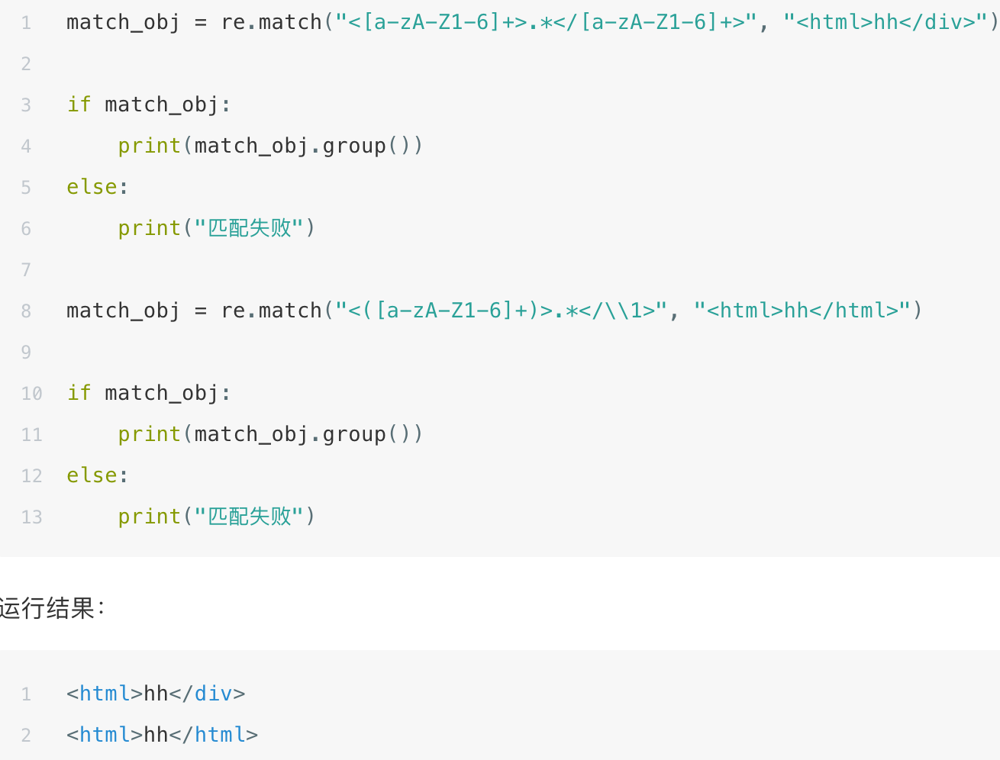 1 match_obj = re.match("<[a-zA-Z1-6]+>.*</[a-zA-Z1-6]+>", "<html>hh</div>")
2
3 if match_obj:
4     print(match_obj.group())
5 else:
6     print("匹配失败")
7
8 match_obj = re.match("<([a-zA-Z1-6]+)>.*</\\1>", "<html>hh</html>")
9
10 if match_obj:
11     print(match_obj.group())
12 else:
13     print("匹配失败")
运行结果：
1 <html>hh</div>
2 <html>hh</html>